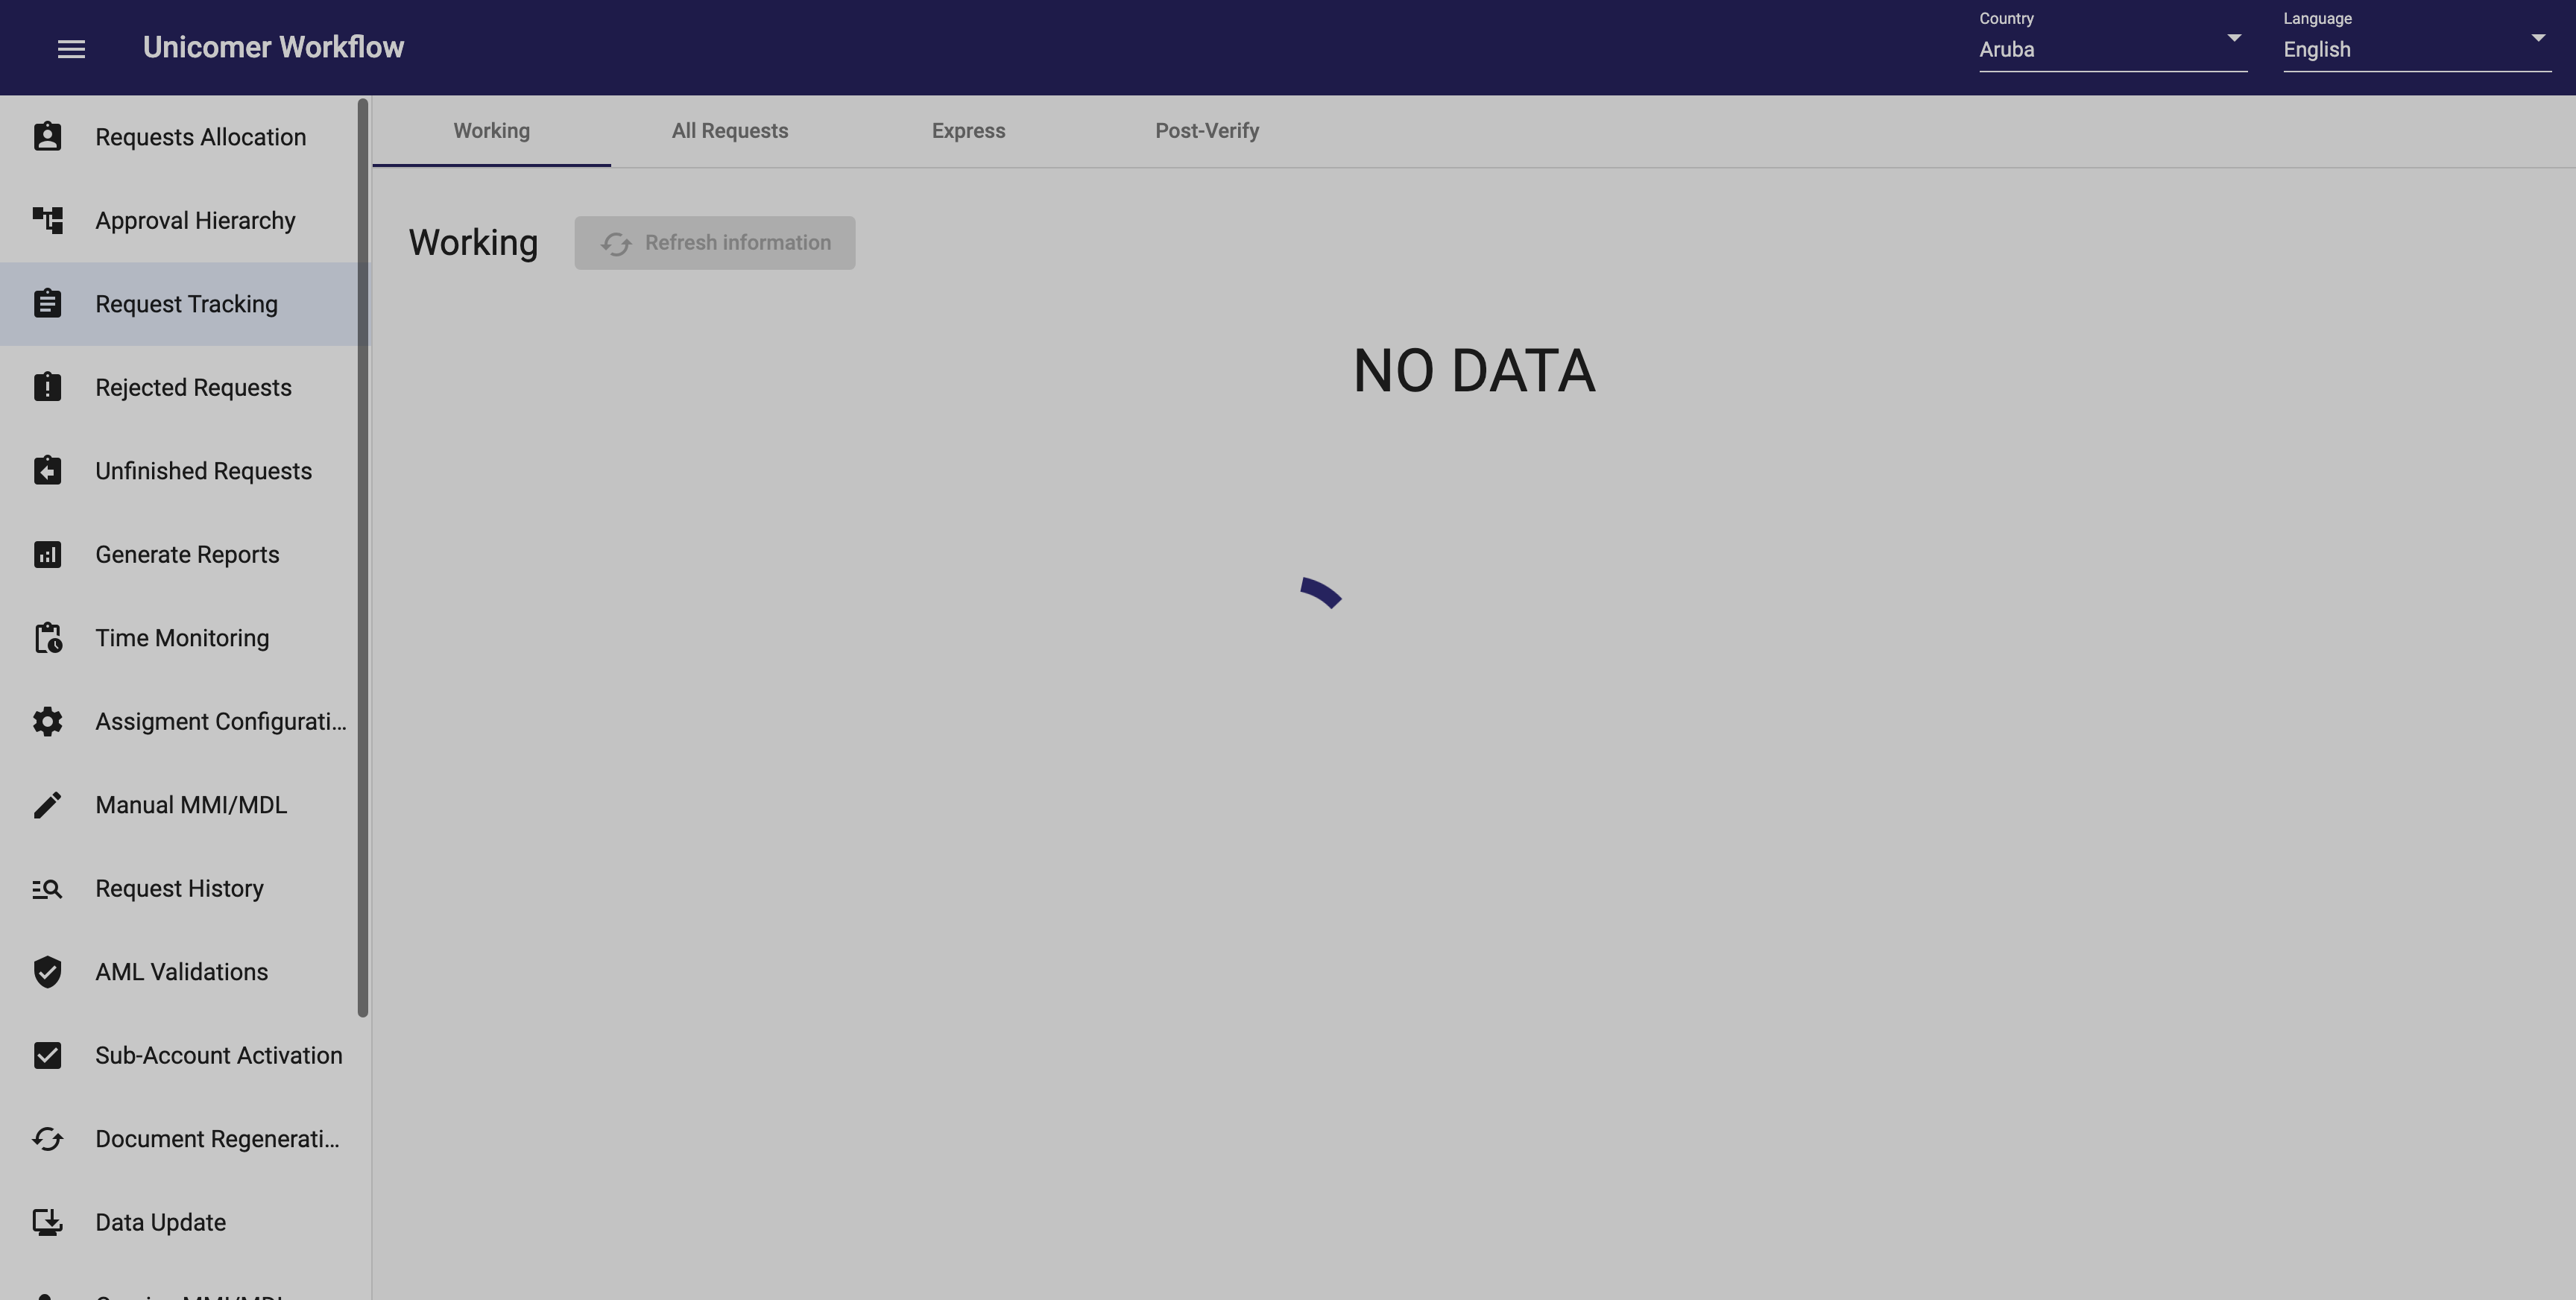 Unicomer Workflow
Country
Aruba
Language
English
Requests Allocation
Approval Hierarchy
Request Tracking
Rejected Requests
Unfinished Requests
Generate Reports
Time Monitoring
Assigment Configurati...
Manual MMI/MDL
Request History
AML Validations
Sub-Account Activation
Document Regenerati...
Data Update
MMI/MDL
Working
All Requests
Express
Post-Verify
Working
Refresh information
NO DATA